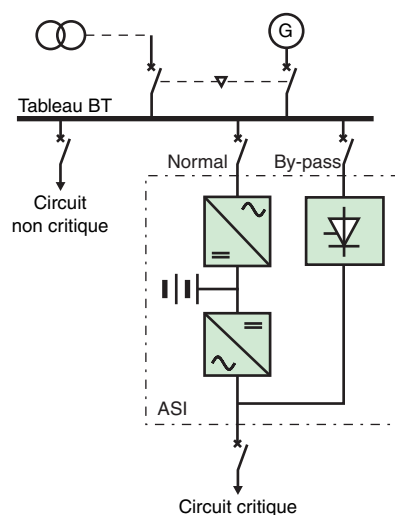 G
Tableau BT
Normal
By-pass
Circuit
non critique
ASI
Circuit critique